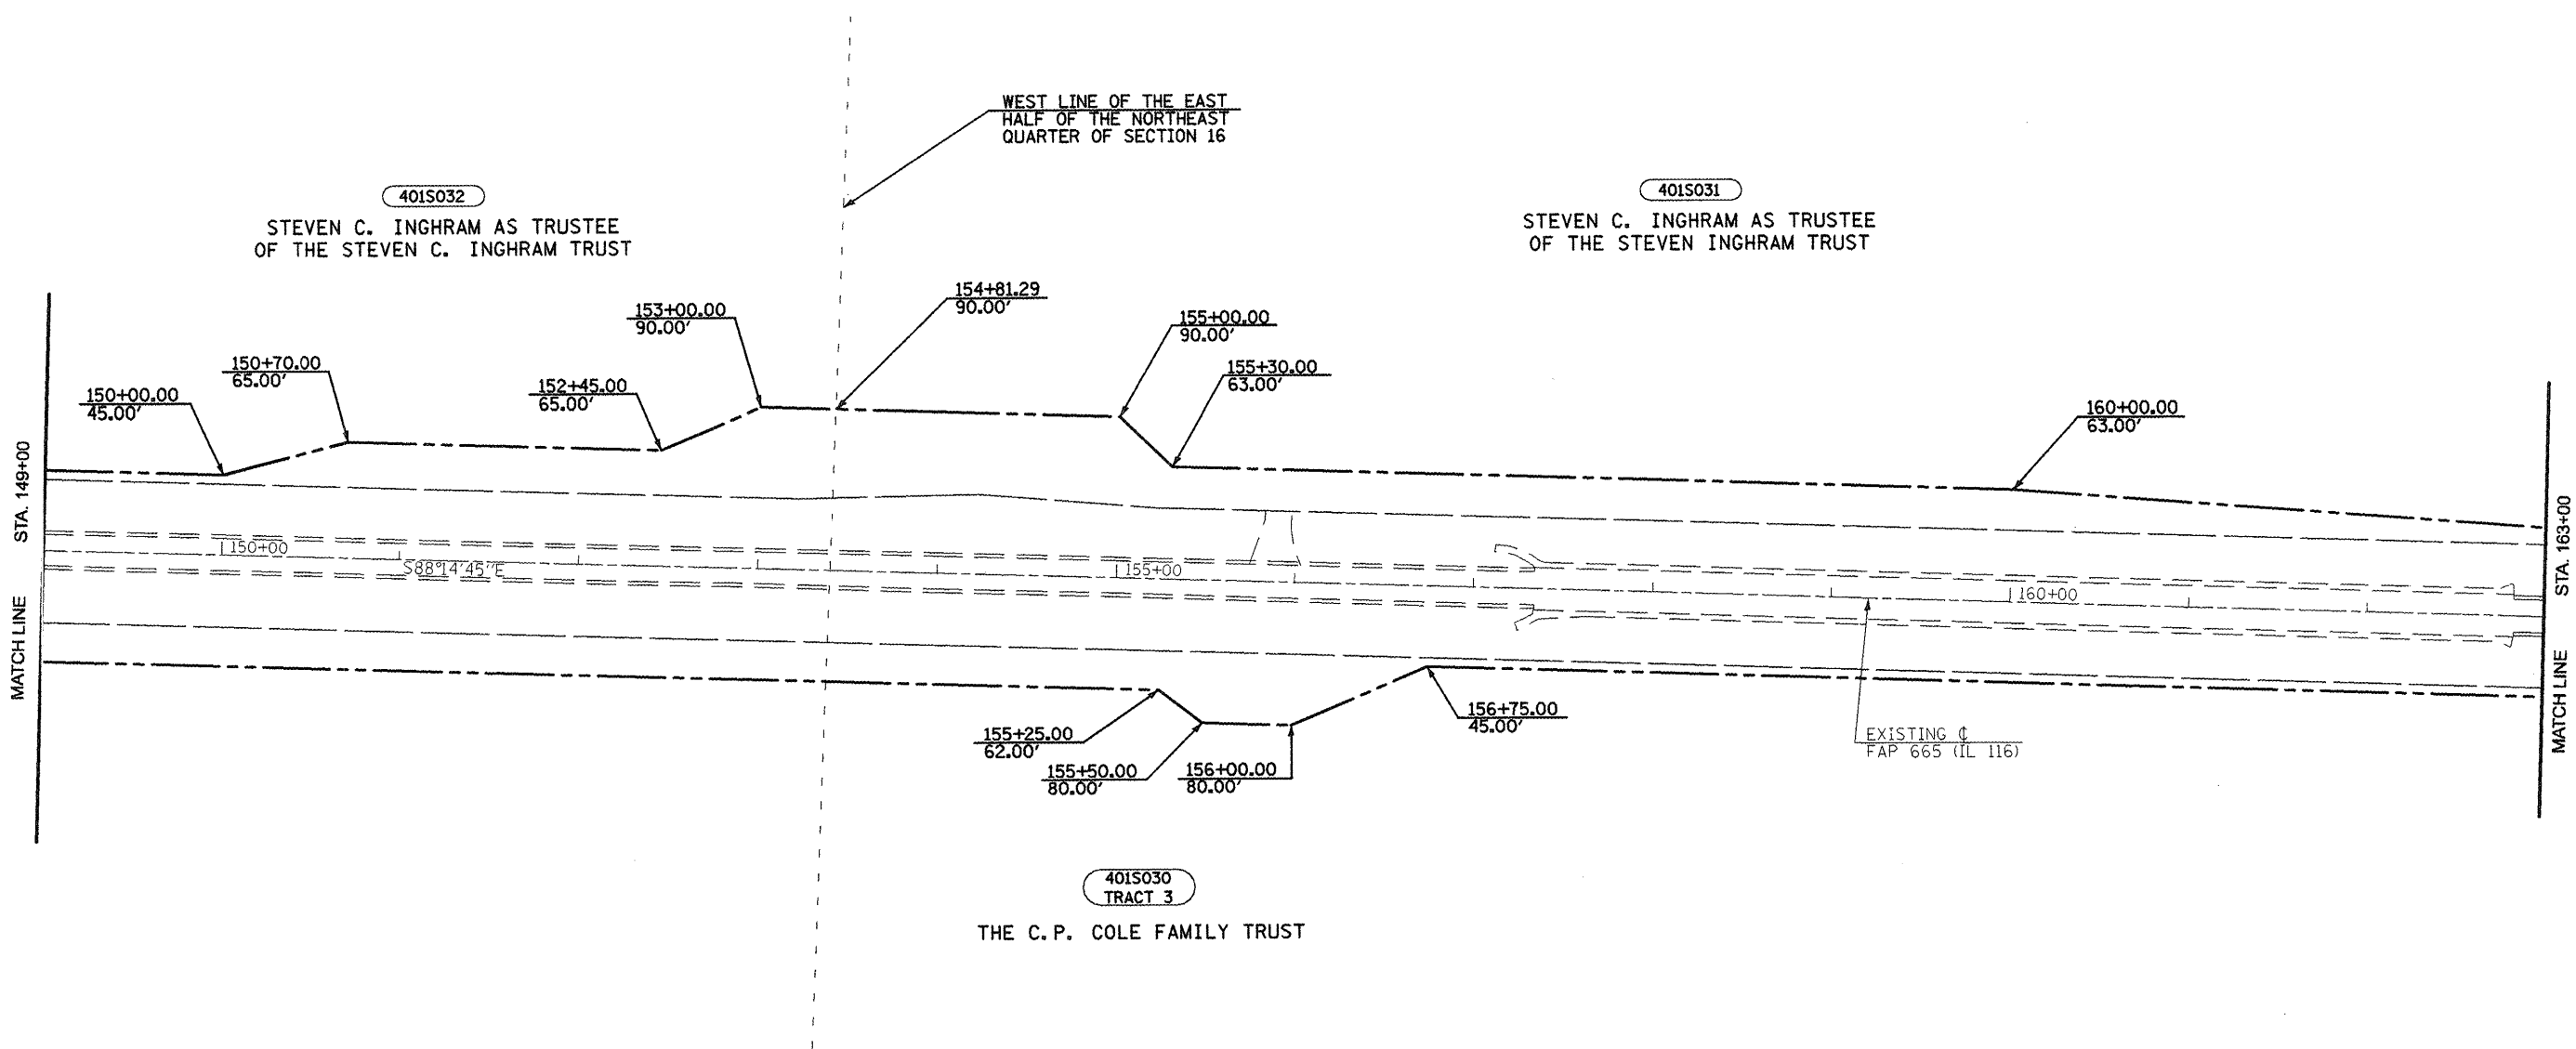 WEST LINE OF THE EAST
HALF OF THE NORTHEAST
QUARTER OF SECTION 16
401S032
STEVEN C. INGHRAM AS TRUSTEE
OF THE STEVEN C. INGHRAM TRUST
401S031
STEVEN C. INGHRAM AS TRUSTEE
OF THE STEVEN INGHRAM TRUST
150+00.00
45.00'
150+70.00
65.00'
152+45.00
65.00'
153+00.00
90.00'
154+81.29
90.00'
155+00.00
90.00'
155+30.00
63.00'
160+00.00
63.00'
STA. 149+00
MATCH LINE
150+00
S88°14'45"E
155+00
160+00
STA. 163+00
MATCH LINE
155+25.00
62.00'
155+50.00
80.00'
156+00.00
80.00'
156+75.00
45.00'
EXISTING ℄
FAP 665 (IL 116)
401S030
TRACT 3
THE C.P. COLE FAMILY TRUST